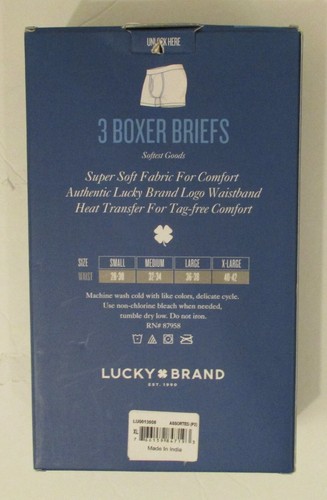 UNLOCK HERE
3 BOXER BRIEFS
Softest Goods
Super Soft Fabric For Comfort
Authentic Lucky Brand Logo Waistband
Heat Transfer For Tag-free Comfort
SIZE SMALL MEDIUM LARGE X-LARGE
WAIST 28-30 32-34 36-38 40-42
Machine wash cold with like colors, delicate cycle.
Use non-chlorine bleach when needed,
tumble dry low. Do not iron.
RN# 87958
LUCKY BRAND
EST. 1990
ASSORTED
XL
Made In India